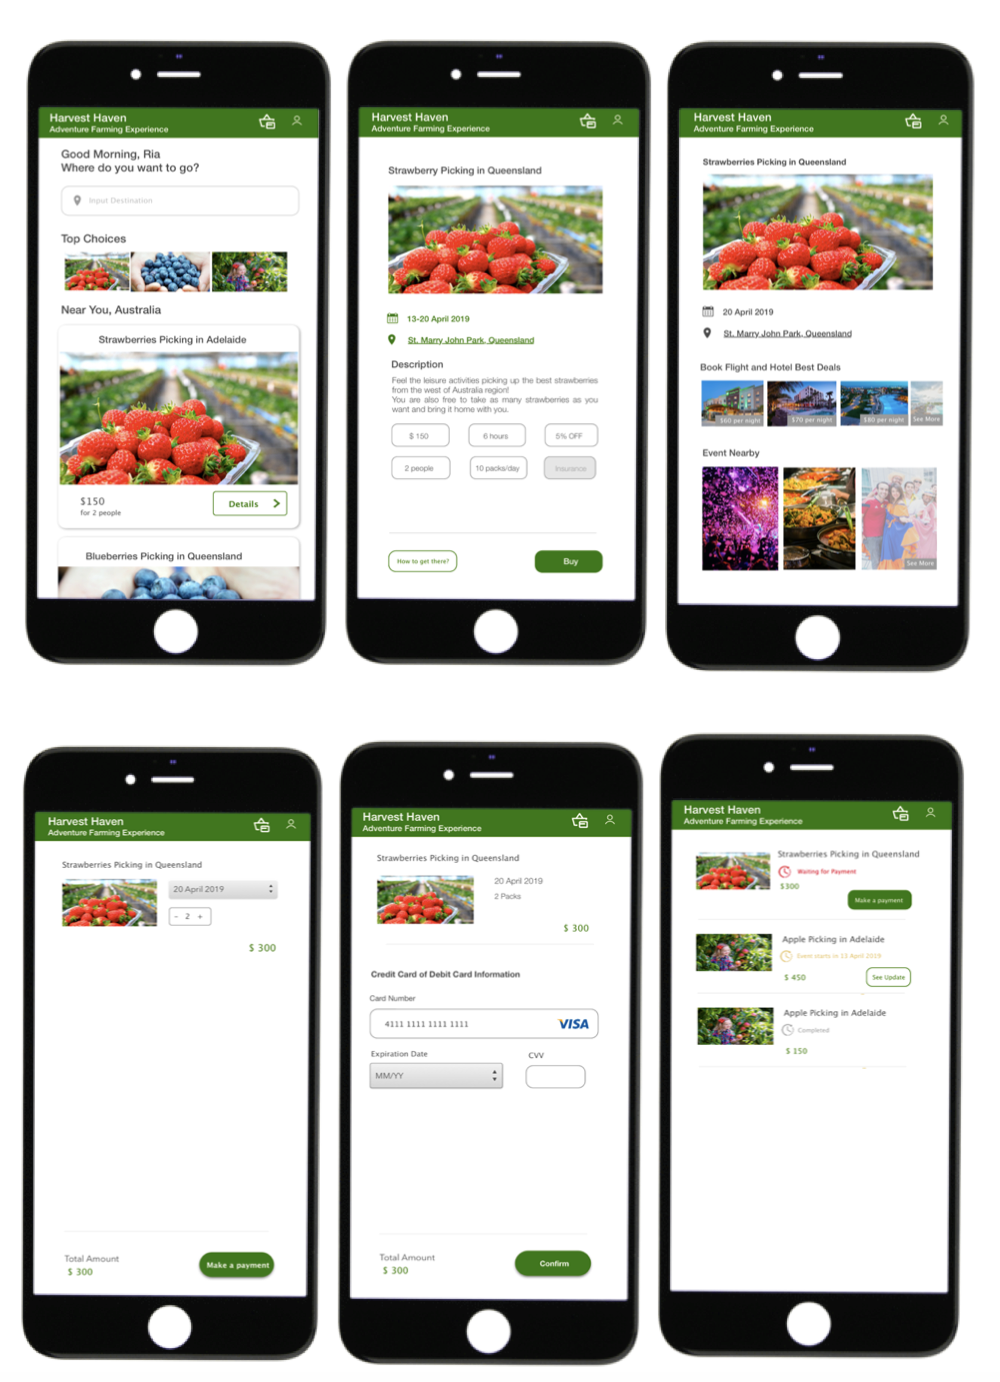 Harvest Haven
Adventure Farming Experience
Good Morning, Ria
Where do you want to go?
Input Destination
Top Choices
Near You, Australia
Strawberries Picking in Adelaide
$150
for 2 people
Details
Blueberries Picking in Queensland
Harvest Haven
Adventure Farming Experience
Strawberry Picking in Queensland
13-20 April 2019
St. Marry John Park, Queensland
Description
Feel the leisure activities picking up the best strawberries
from the west of Australia region!
You are also free to take as many strawberries as you
want and bring it home with you.
$ 150
6 hours
5% OFF
2 people
10 packs/day
Insurance
How to get there?
Buy
Harvest Haven
Adventure Farming Experience
Strawberries Picking in Queensland
20 April 2019
St. Marry John Park, Queensland
Book Flight and Hotel Best Deals
$60 per night
$70 per night
$80 per night
See More
Event Nearby
See More
Harvest Haven
Adventure Farming Experience
Strawberries Picking in Queensland
20 April 2019
- 2 +
$ 300
Total Amount
$ 300
Make a payment
Harvest Haven
Adventure Farming Experience
Strawberries Picking in Queensland
20 April 2019
2 Packs
$ 300
Credit Card of Debit Card Information
Card Number
4111 1111 1111 1111
VISA
Expiration Date
CVV
MM/YY
Total Amount
$ 300
Confirm
Harvest Haven
Adventure Farming Experience
Strawberries Picking in Queensland
Waiting for Payment
$300
Make a payment
Apple Picking in Adelaide
Event starts in 13 April 2019
$ 450
See Update
Apple Picking in Adelaide
Completed
$ 150